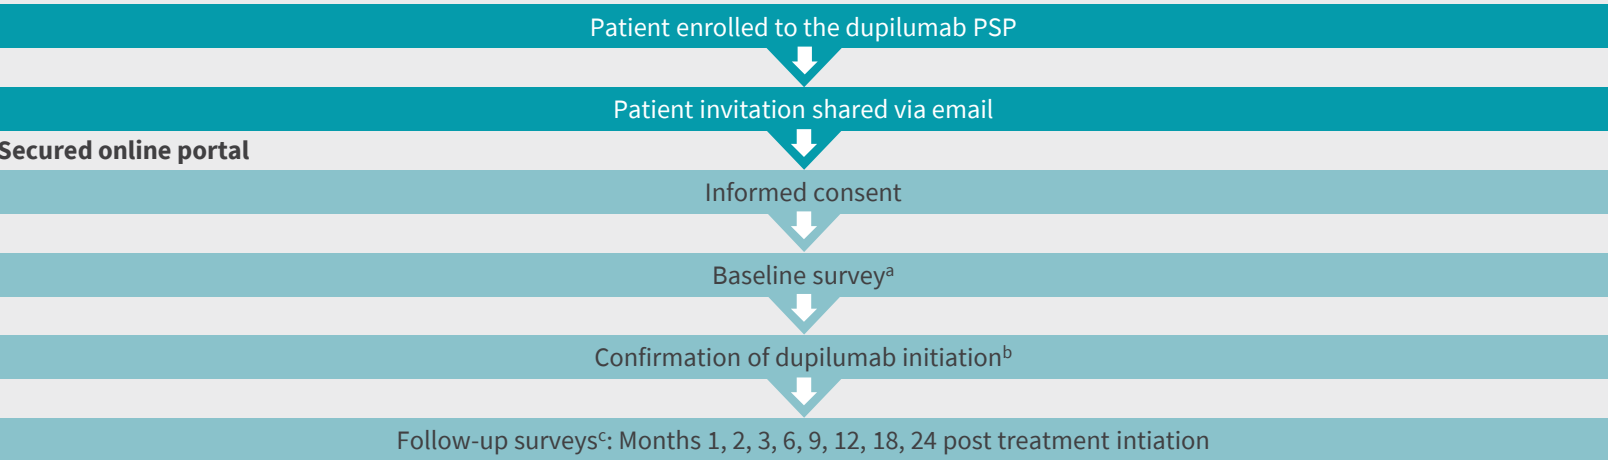 Patient enrolled to the dupilumab PSP
Patient invitation shared via email
Secured online portal
Informed consent
Baseline surveyᵃ
Confirmation of dupilumab initiationᵇ
Follow-up surveysᶜ: Months 1, 2, 3, 6, 9, 12, 18, 24 post treatment intiation